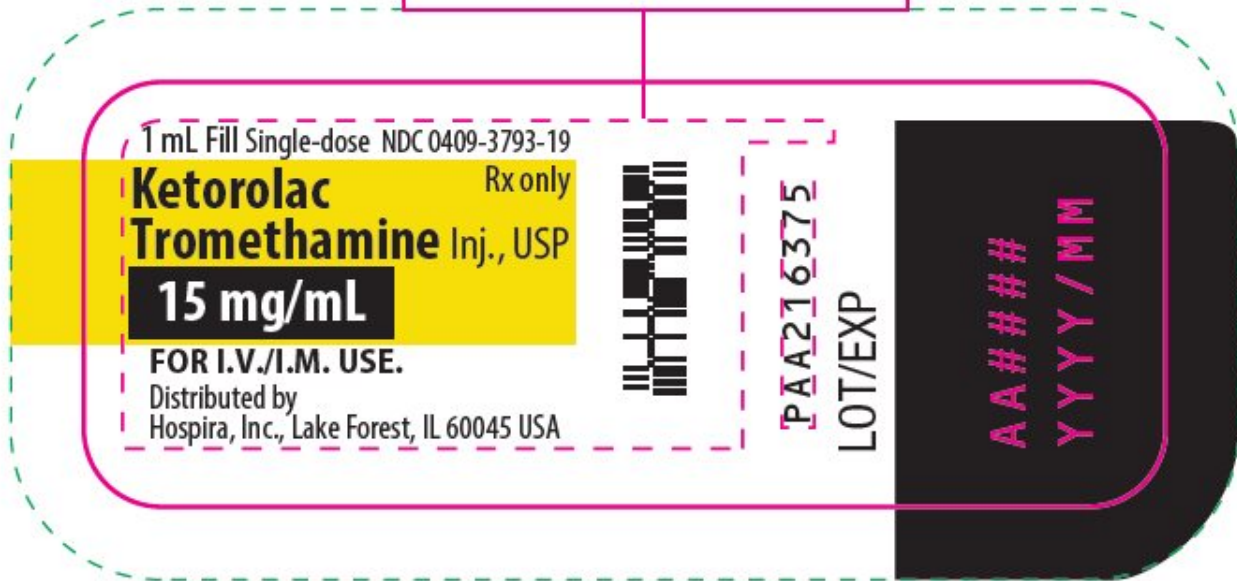 1 mL Fill Single-dose NDC 0409-3793-19
Ketorolac Rx only
Tromethamine Inj., USP
15 mg/mL
FOR I.V./I.M. USE.
Distributed by
Hospira, Inc., Lake Forest, IL 60045 USA
PAA216375
LOT/EXP
AA#####
YYYY/MM